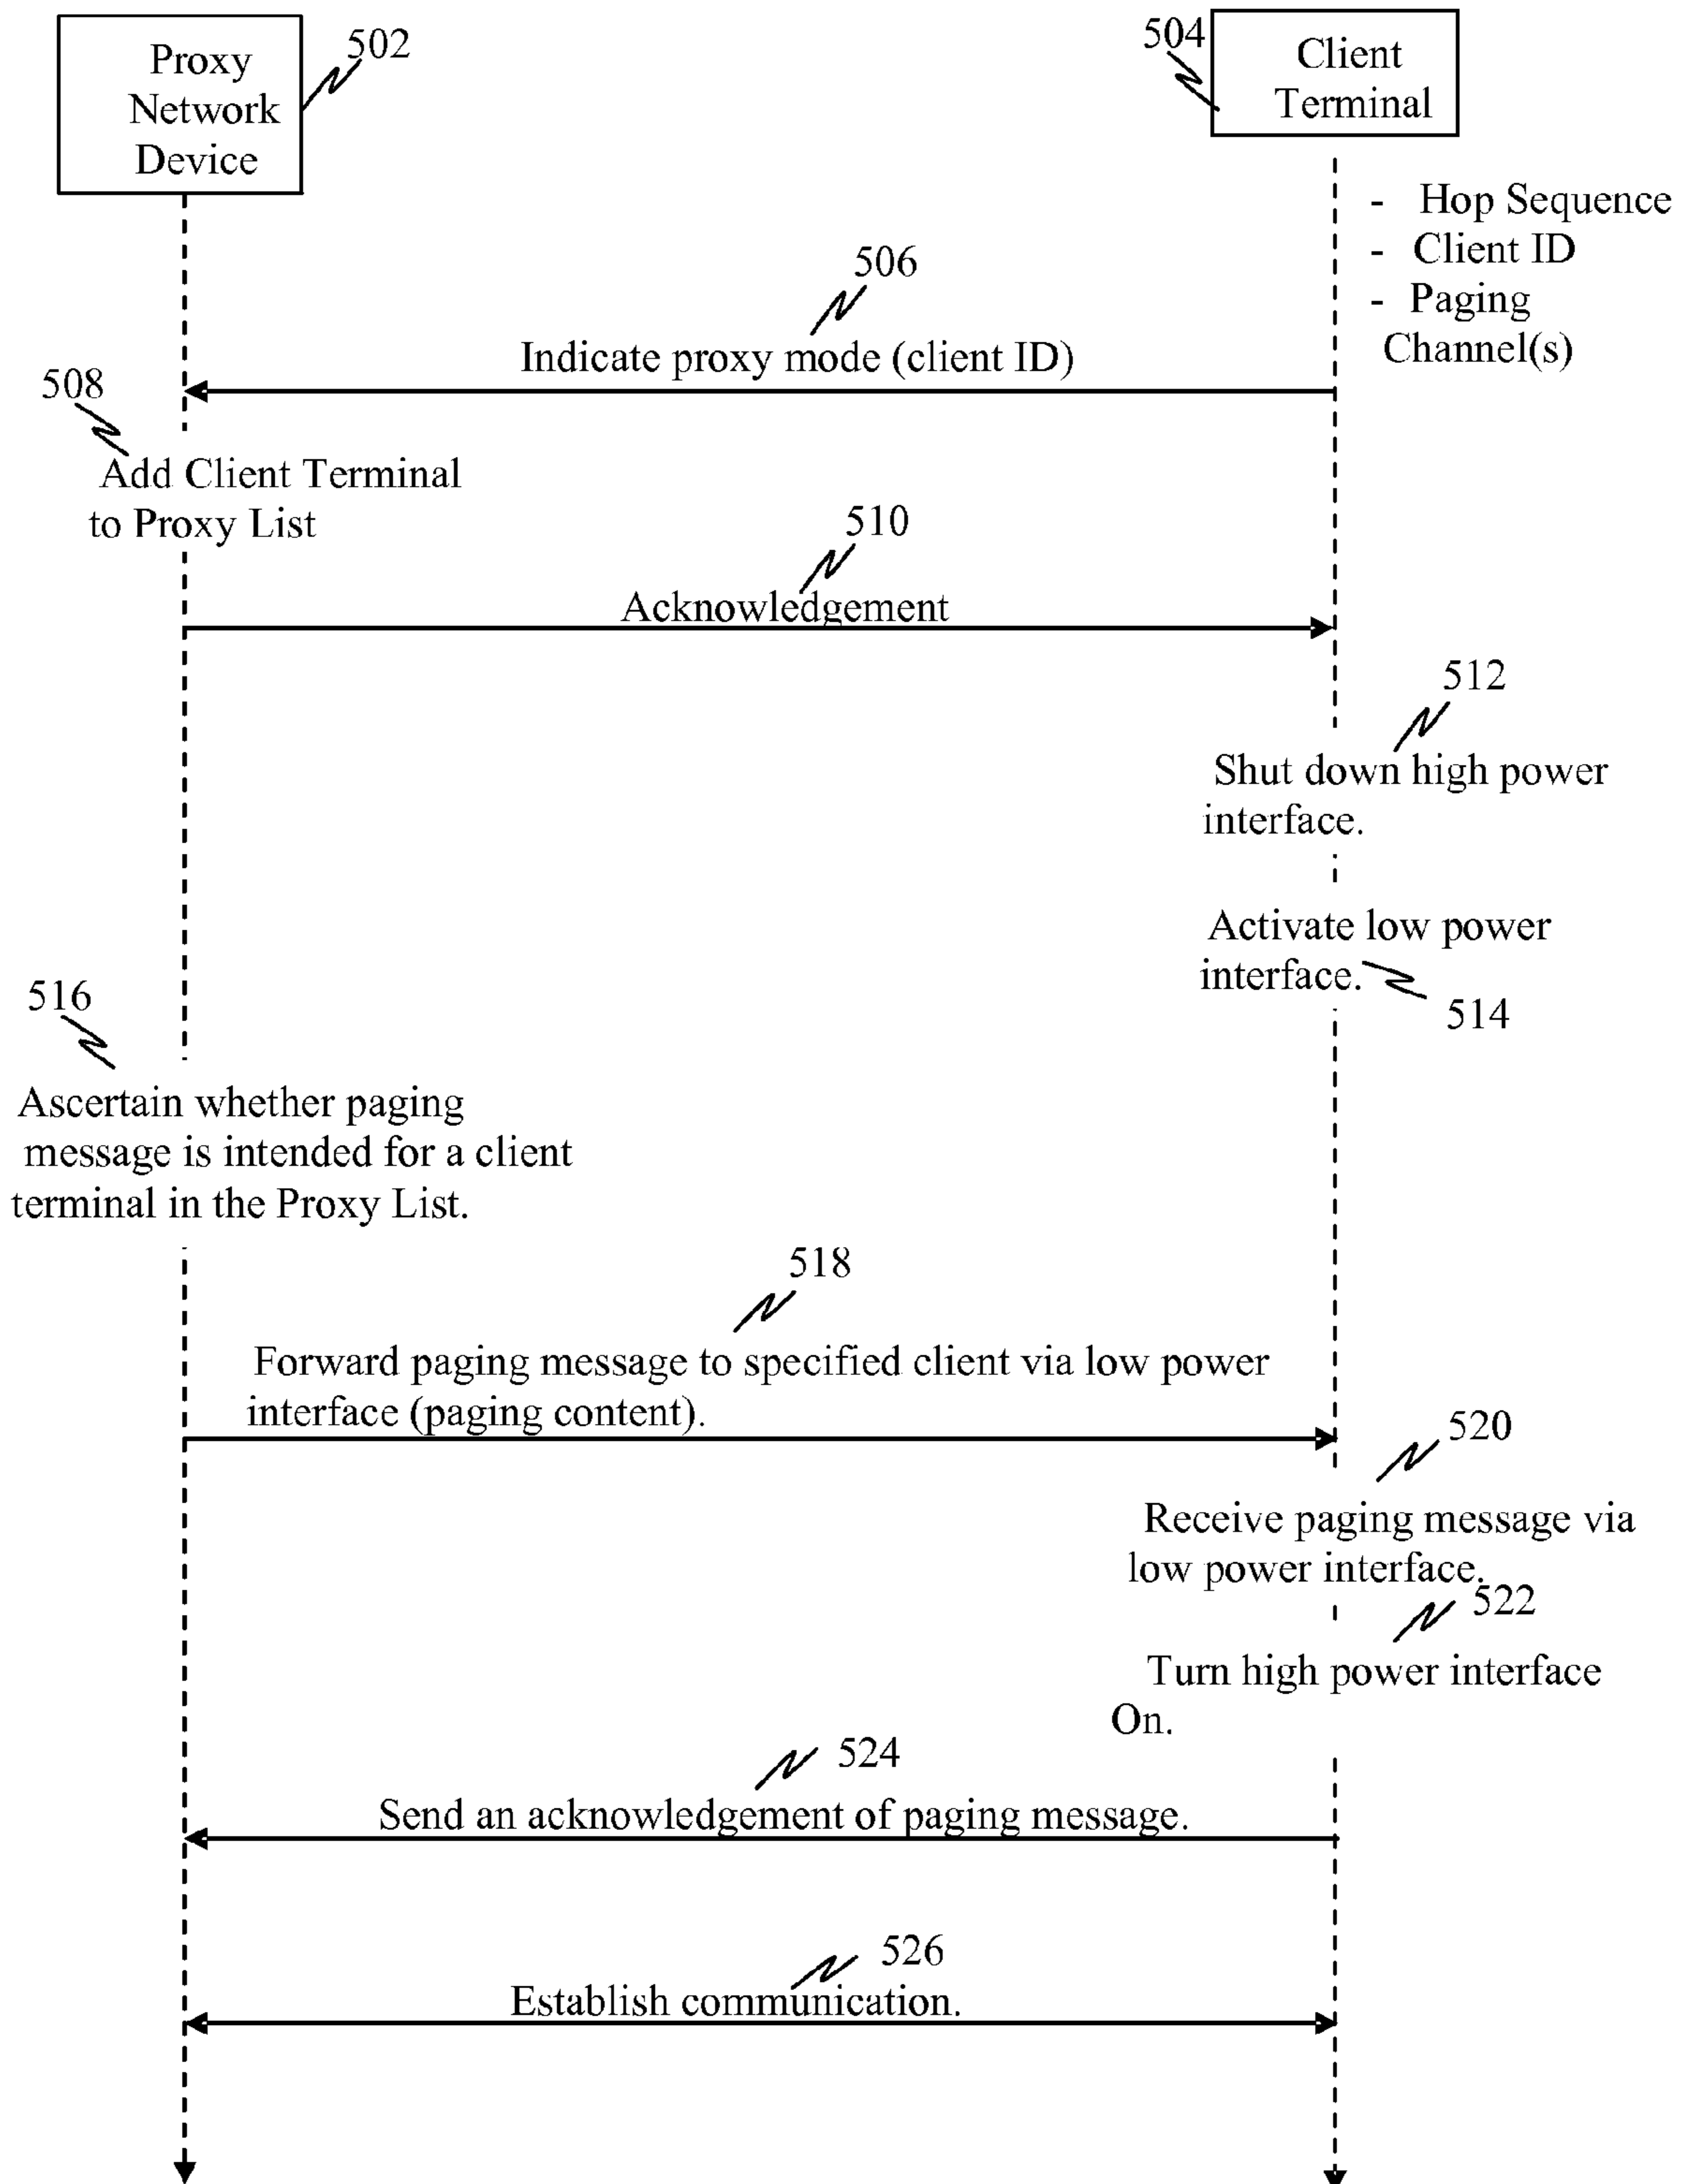 Proxy
Network
Device
502
504
Client
Terminal
- Hop Sequence
- Client ID
- Paging
Channel(s)
506
Indicate proxy mode (client ID)
508
Add Client Terminal
to Proxy List
510
Acknowledgement
512
Shut down high power
interface.
Activate low power
interface.
514
516
Ascertain whether paging
message is intended for a client
terminal in the Proxy List.
518
Forward paging message to specified client via low power
interface (paging content).
520
Receive paging message via
low power interface.
522
Turn high power interface
On.
524
Send an acknowledgement of paging message.
526
Establish communication.